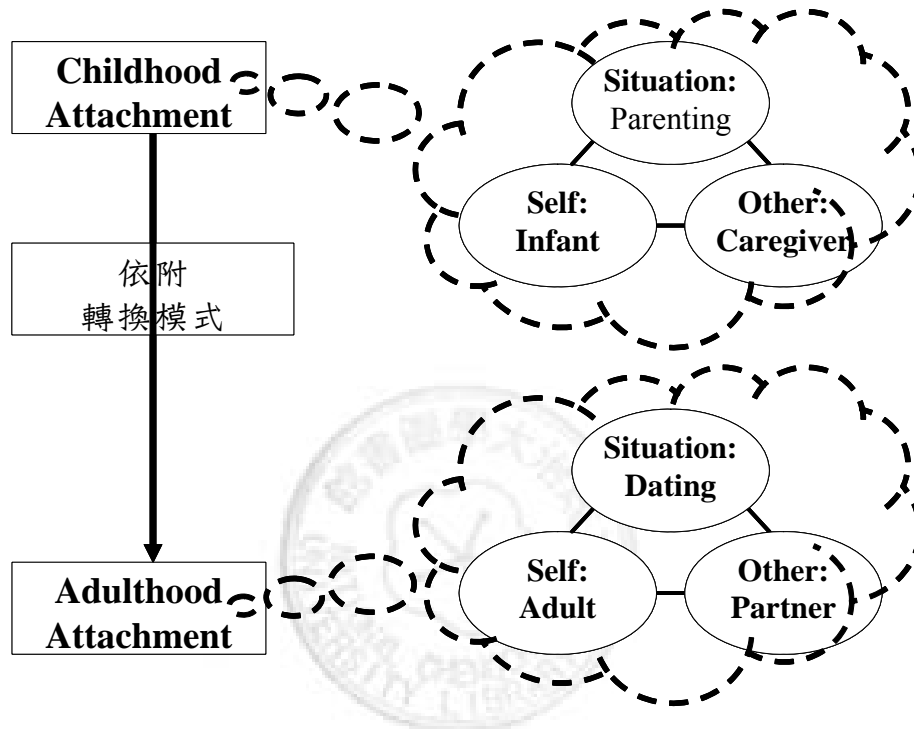 Childhood
Attachment
Situation:
Parenting
Self:
Infant
Other:
Caregiver
依附
轉換模式
Situation:
Dating
Self:
Adult
Other:
Partner
Adulthood
Attachment